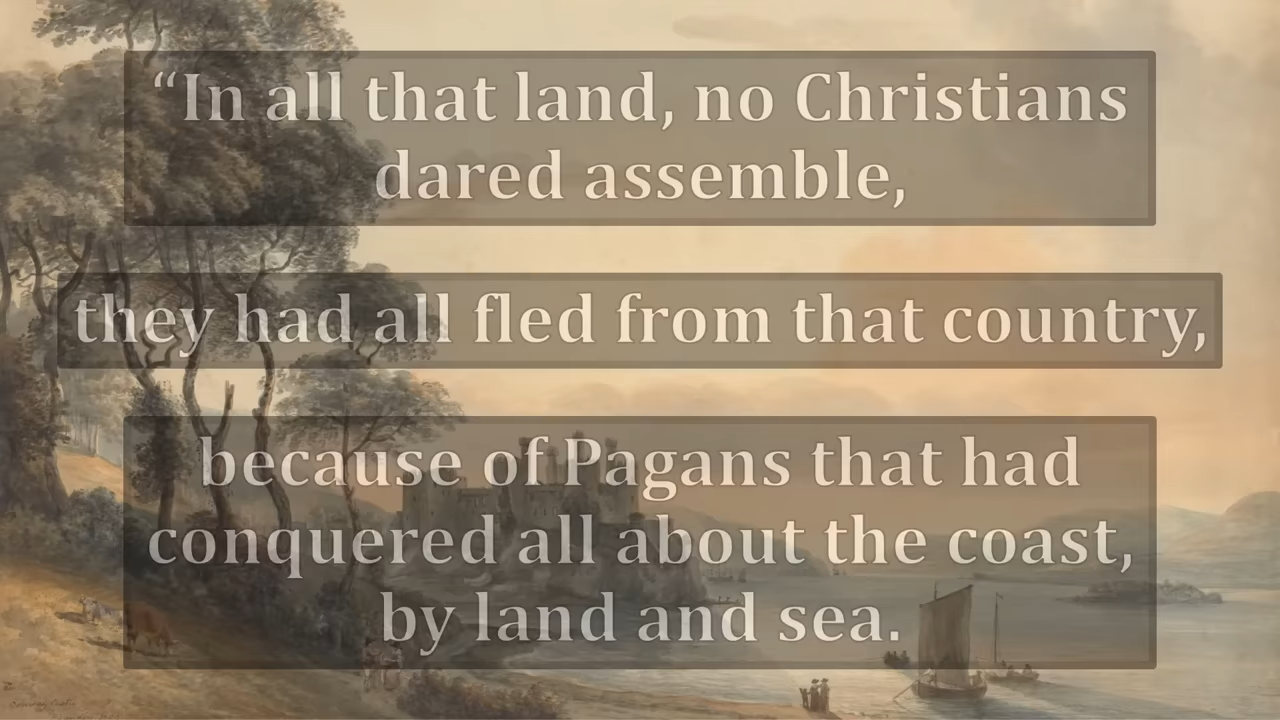 “In all that land, no Christians
dared assemble,
they had all fled from that country,
because of Pagans that had
conquered all about the coast,
by land and sea.